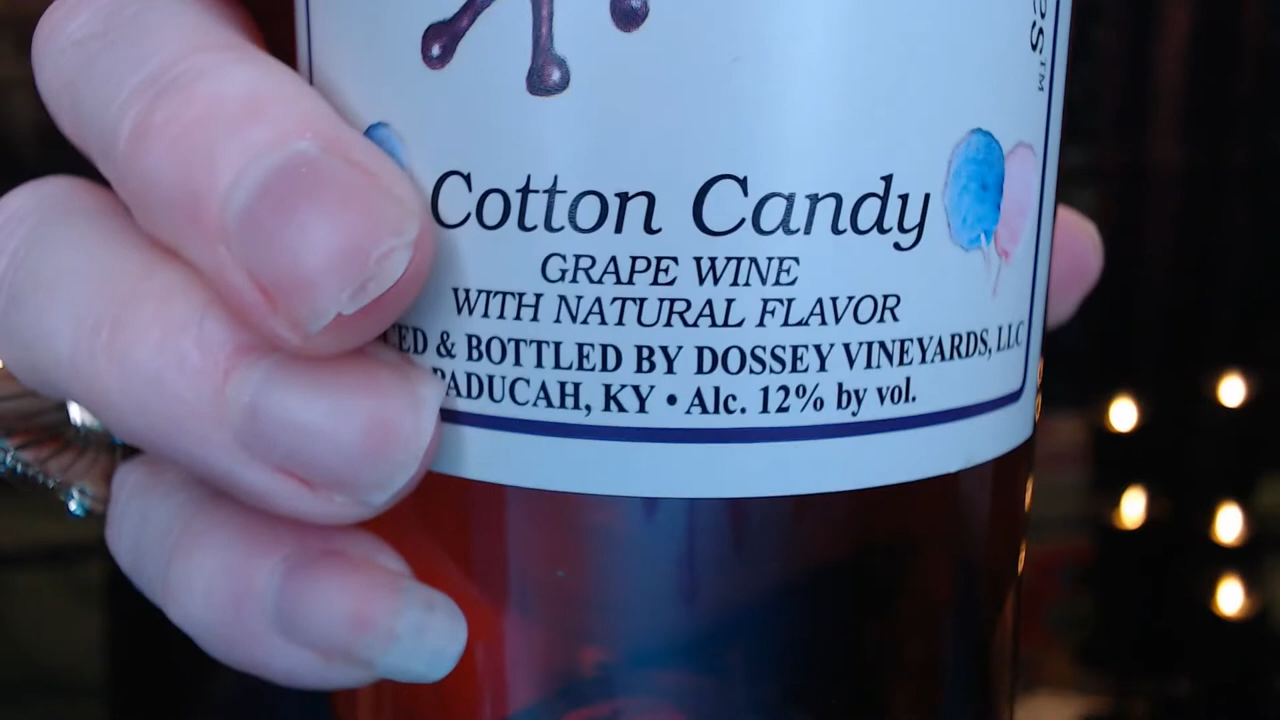 Cotton Candy
GRAPE WINE
WITH NATURAL FLAVOR
& BOTTLED BY DOSSEY VINEYARDS, LLC
PADUCAH, KY • Alc. 12% by vol.